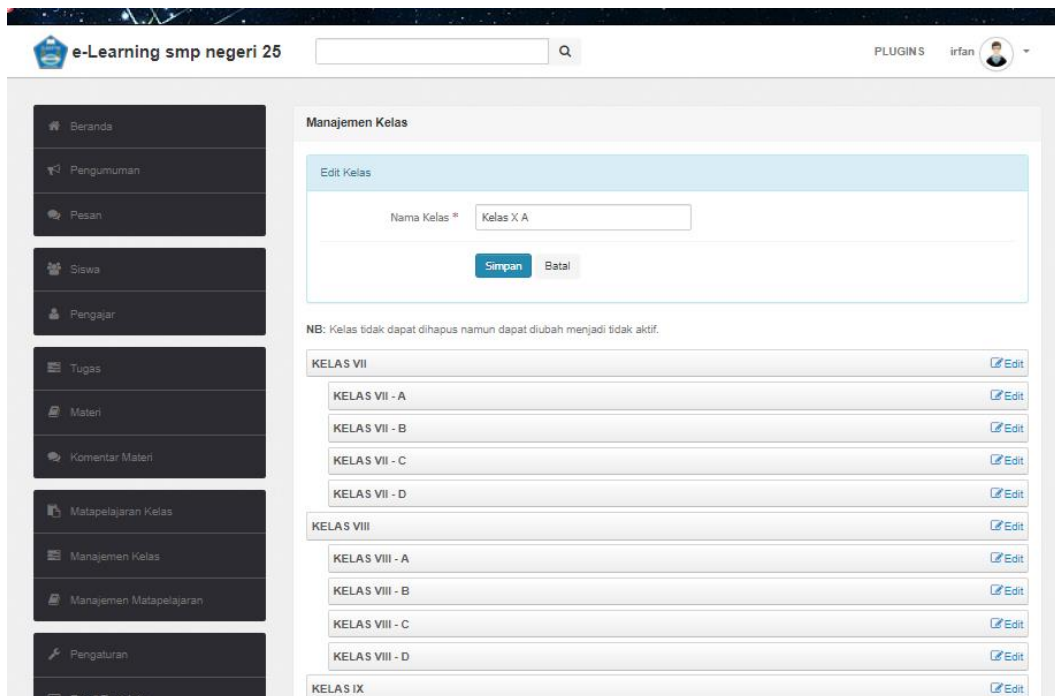 e-Learning smp negeri 25
PLUGINS
irfan
Beranda
Pengumuman
Pesan
Siswa
Pengajar
Tugas
Materi
Komentar Materi
Matapelajaran Kelas
Manajemen Kelas
Manajemen Matapelajaran
Pengaturan
Manajemen Kelas
Edit Kelas
Nama Kelas *
Kelas X A
Simpan Batal
NB: Kelas tidak dapat dihapus namun dapat diubah menjadi tidak aktif.
KELAS VII Edit
KELAS VII - A Edit
KELAS VII - B Edit
KELAS VII - C Edit
KELAS VII - D Edit
KELAS VIII Edit
KELAS VIII - A Edit
KELAS VIII - B Edit
KELAS VIII - C Edit
KELAS VIII - D Edit
KELAS IX Edit